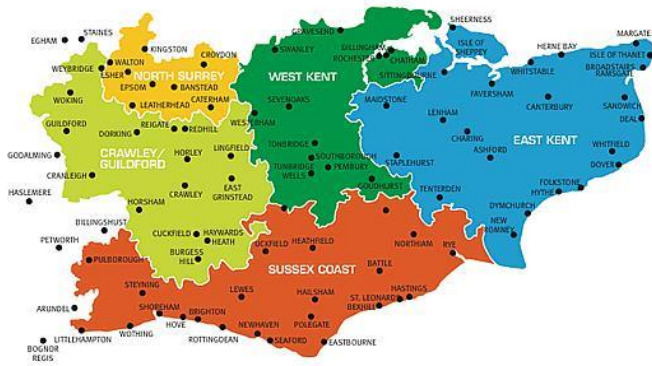 EGHAM
STAINES
KINGSTON
CROYDON
WEYBRIDGE
WALTON
ESHER
NORTH SURREY
EPSOM
BANSTEAD
WOKING
LEATHERHEAD
CATERHAM
GUILDFORD
DORKING
REIGATE
REDHILL
GODALMING
CRAWLEY/
GUILDFORD
HORLEY
LINGFIELD
CRANLEIGH
CRAWLEY
EAST
GRINSTEAD
HASLEMERE
HORSHAM
BILLINGSHUST
CUCKFIELD
HAYWARDS
HEATH
BURGESS
HILL
PETWORTH
PULBOROUGH
GRAVESEND
SWANLEY
DILLINGHAM
ROCHESTER
CHATHAM
WEST KENT
SITTINGBOURNE
SEVENOAKS
WESTERHAM
TONBRIDGE
SOUTHBOROUGH
TUNBRIDGE
WELLS
PEMBURY
GOUDHURST
SHEERNESS
ISLE OF
SHEPPEY
HERNE BAY
MARGATE
ISLE OF THANET
BROADSTAIRS
RAMSGATE
WHITSTABLE
FAVERSHAM
MAIDSTONE
LENHAM
CANTERBURY
SANDWICH
DEAL
CHARING
EAST KENT
STAPLEHURST
ASHFORD
WHITFIELD
DOVER
TENTERDEN
FOLKSTONE
HYTHE
DYMCHURCH
NEW
ROMNEY
UCKFIELD
HEATHFIELD
NORTHIAM
RYE
SUSSEX COAST
BATTLE
STEYNING
LEWES
HAILSHAM
HASTINGS
ST. LEONARDS
BEXHILL
ARUNDEL
SHOREHAM
BRIGHTON
POLEGATE
LITTLEHAMPTON
WOTHING
HOVE
ROTTINGDEAN
NEWHAVEN
SEAFORD
EASTBOURNE
BOGNOR
REGIS